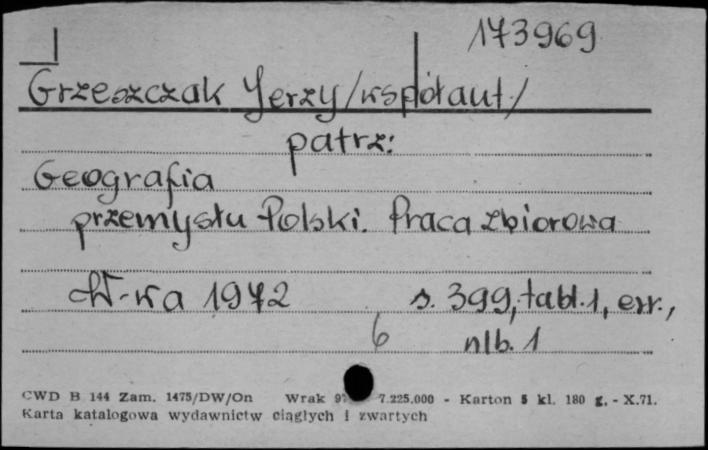 173969
Grzeszczak Jerzy /współaut./
patrz:
Geografia
przemysłu Polski. Praca zbiorowa
W-wa 1972 s. 399, tabl. 1, err.,
6 nlb. 1
CWD B 144 Zam. 1475/DW/On Wrak 7.225.000 - Karton 5 kl. 180 g. - X.71.
Karta katalogowa wydawnictw ciągłych i zwartych